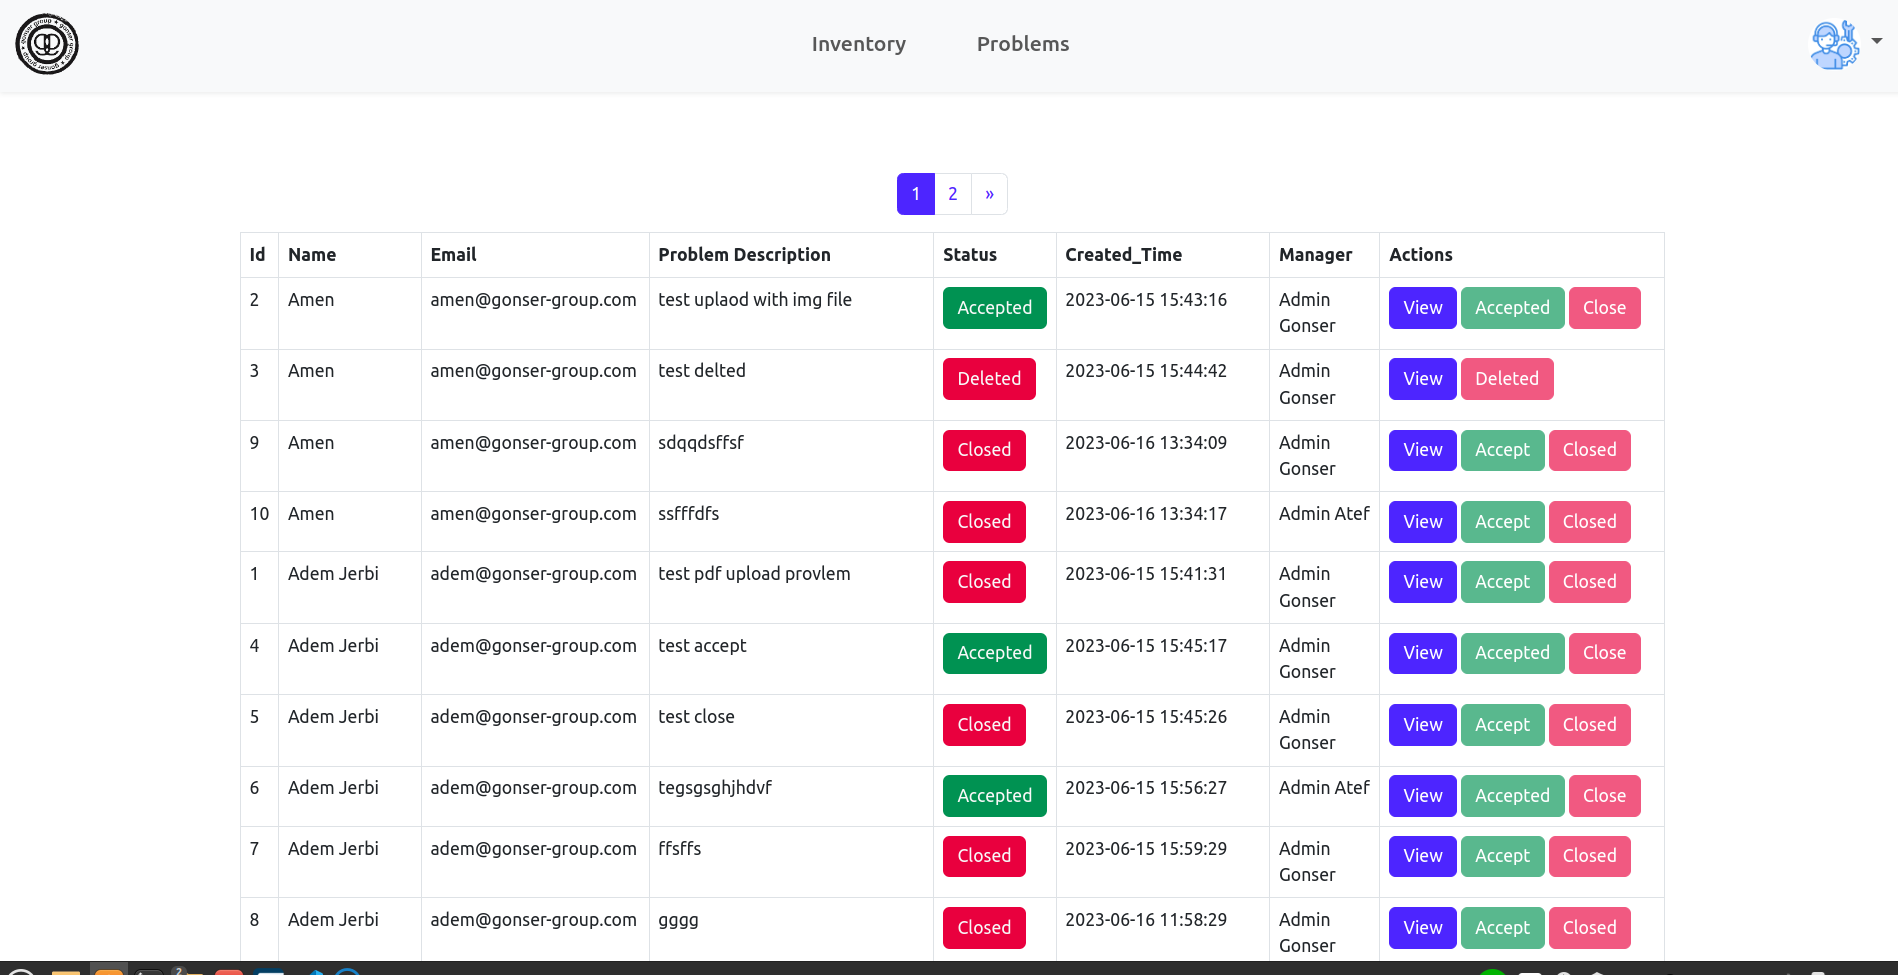 gonser group • gonser group • gonser group
Inventory Problems
1 2 »
Id Name Email Problem Description Status Created_Time Manager Actions
2 Amen amen@gonser-group.com test uplaod with img file Accepted 2023-06-15 15:43:16 Admin View Accepted Close
Gonser
3 Amen amen@gonser-group.com test delted Deleted 2023-06-15 15:44:42 Admin View Deleted
Gonser
9 Amen amen@gonser-group.com sdqqdsffsf Closed 2023-06-16 13:34:09 Admin View Accept Closed
Gonser
10 Amen amen@gonser-group.com ssfffdfs Closed 2023-06-16 13:34:17 Admin Atef View Accept Closed
1 Adem Jerbi adem@gonser-group.com test pdf upload provlem Closed 2023-06-15 15:41:31 Admin View Accept Closed
Gonser
4 Adem Jerbi adem@gonser-group.com test accept Accepted 2023-06-15 15:45:17 Admin View Accepted Close
Gonser
5 Adem Jerbi adem@gonser-group.com test close Closed 2023-06-15 15:45:26 Admin View Accept Closed
Gonser
6 Adem Jerbi adem@gonser-group.com tegsgsghjhdvf Accepted 2023-06-15 15:56:27 Admin Atef View Accepted Close
7 Adem Jerbi adem@gonser-group.com ffsffs Closed 2023-06-15 15:59:29 Admin View Accept Closed
Gonser
8 Adem Jerbi adem@gonser-group.com gggg Closed 2023-06-16 11:58:29 Admin View Accept Closed
Gonser
2